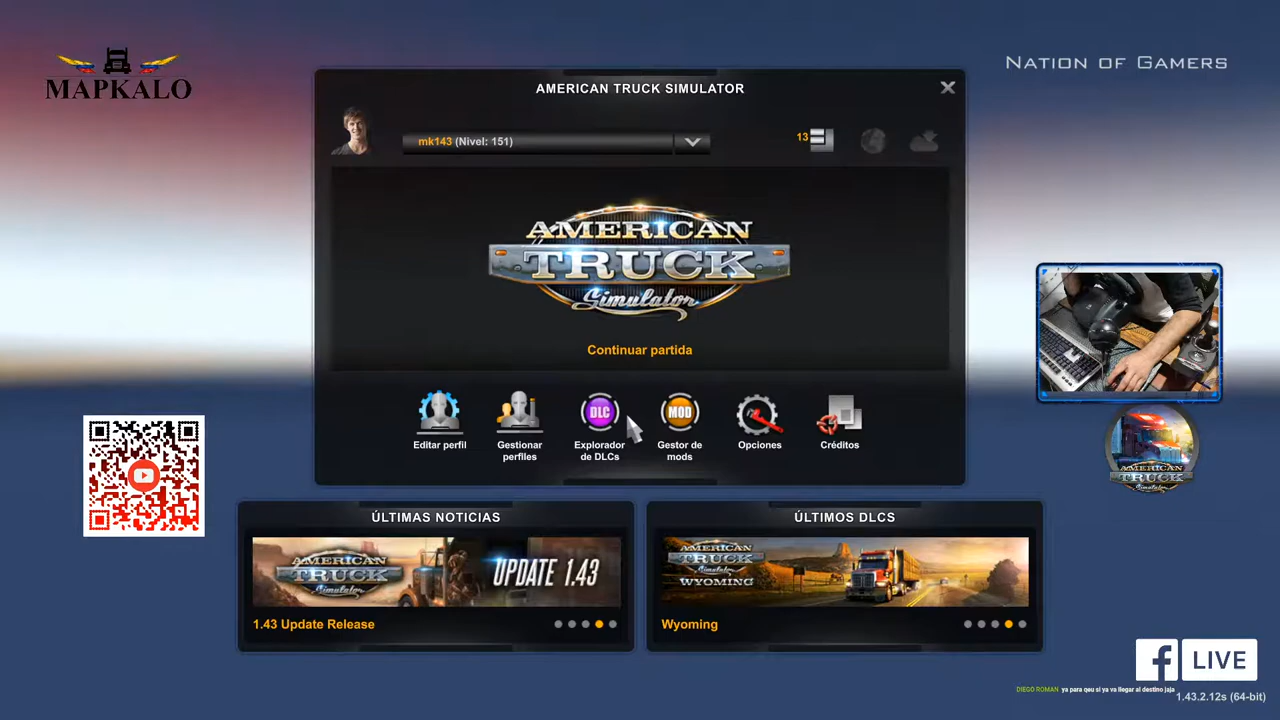 MAPKALO
NATION OF GAMERS
AMERICAN TRUCK SIMULATOR
mk143 (Nivel: 151)
13
AMERICAN
TRUCK
Simulator
Continuar partida
DLC
MOD
Editar perfil
Gestionar
perfiles
Explorador
de DLCs
Gestor de
mods
Opciones
Créditos
AMERICAN
TRUCK
Simulator
ÚLTIMAS NOTICIAS
AMERICAN
TRUCK
Simulator
UPDATE 1.43
1.43 Update Release
ÚLTIMOS DLCS
AMERICAN
TRUCK
Simulator
WYOMING
Wyoming
f LIVE
DIEGO ROMAN ya para qeu si ya va llegar al destino jaja
1.43.2.12s (64-bit)